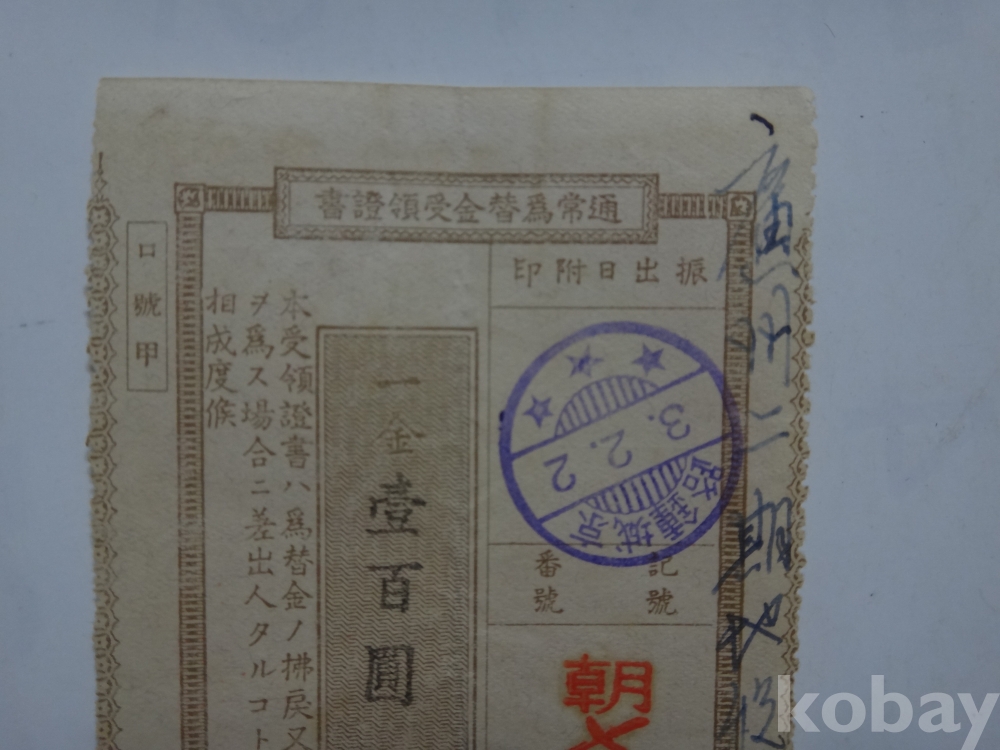 通常爲替金受領證書
振出日附印
3. 2. 2
記號
番號
朝
一金壹百圓
本受領證書ハ爲替金ノ拂戻又
ヲ爲ス場合ニ差出人タルコト
相成度候
口號甲
二期
kobay